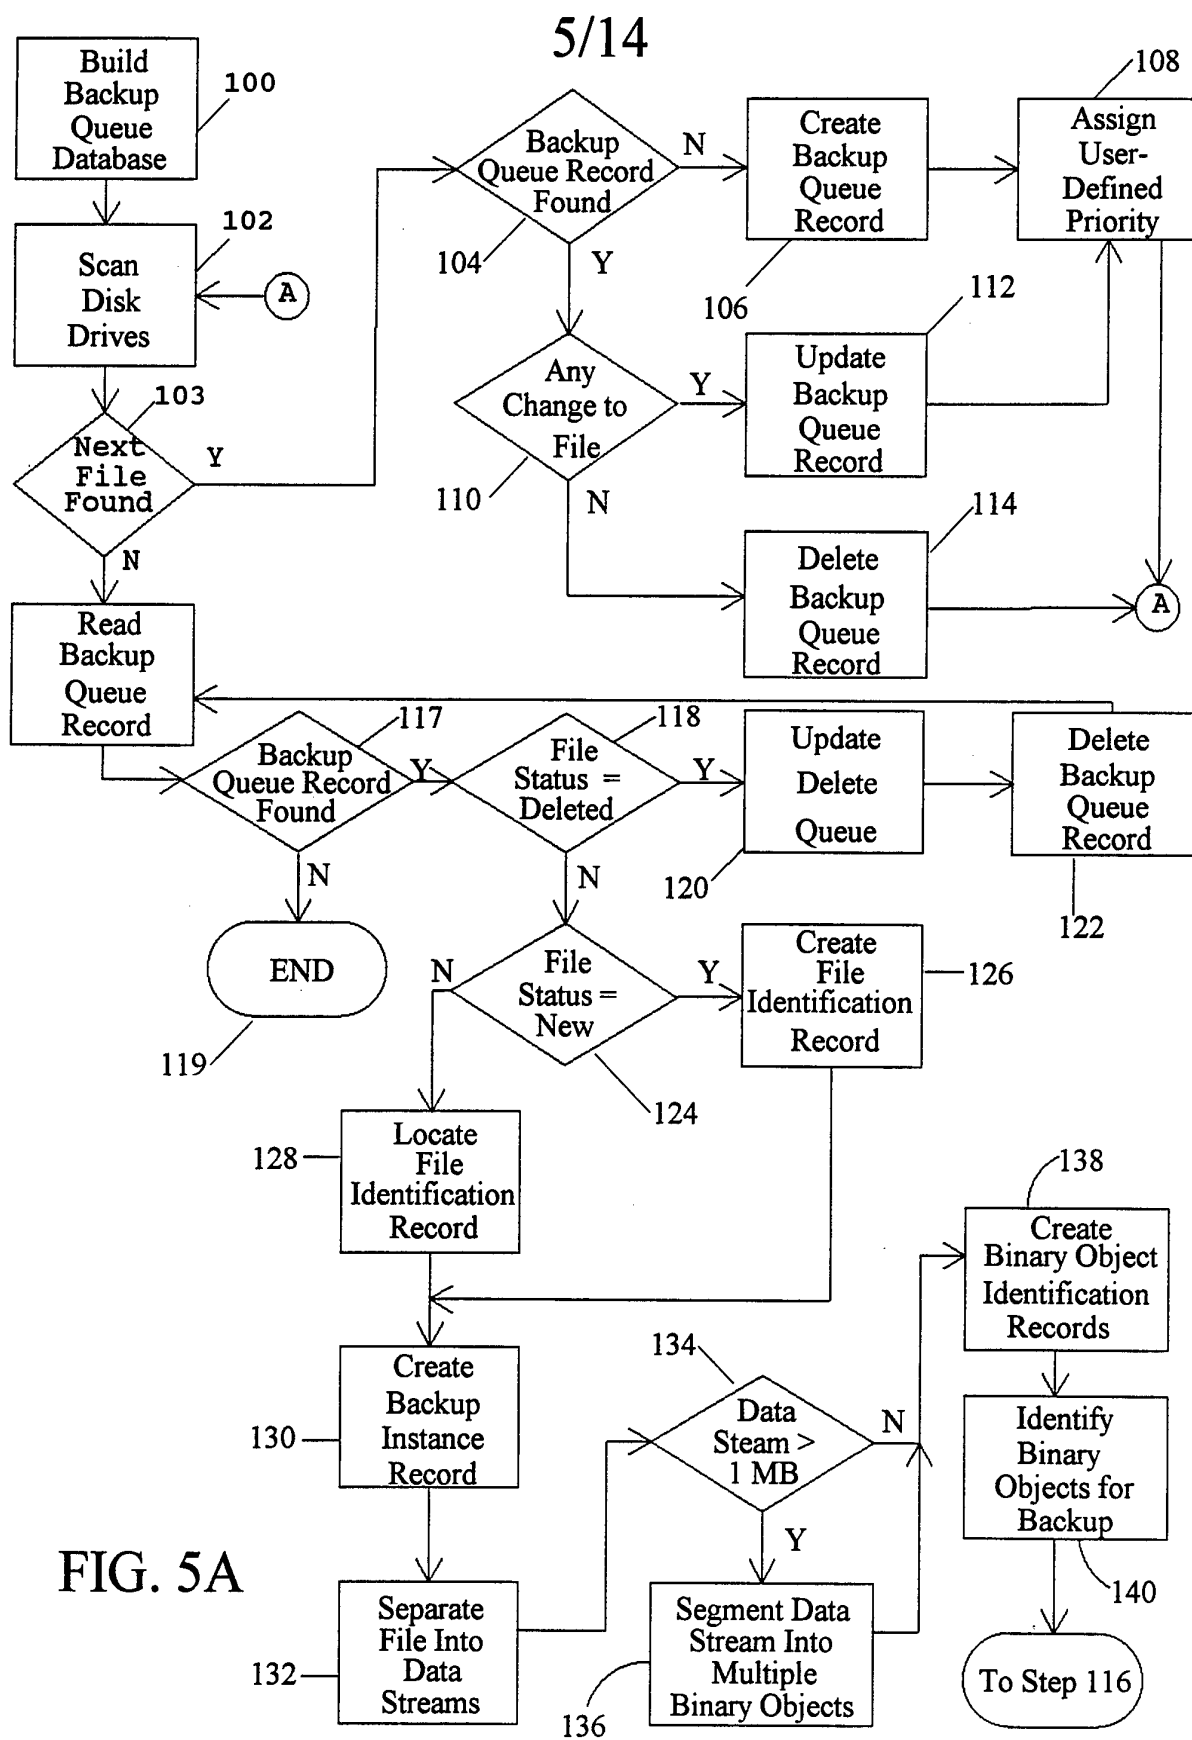 5/14
Build
Backup
Queue
Database
100
Scan
Disk
Drives
102
A
103
Next
File
Found
Y
N
Backup
Queue Record
Found
104
N
Y
Create
Backup
Queue
Record
106
108
Assign
User-
Defined
Priority
Any
Change to
File
110
Y
N
112
Update
Backup
Queue
Record
114
Delete
Backup
Queue
Record
A
Read
Backup
Queue
Record
117
Backup
Queue Record
Found
Y
N
END
119
118
File
Status =
Deleted
Y
N
Update
Delete
Queue
120
Delete
Backup
Queue
Record
122
File
Status =
New
124
N
Y
Create
File
Identification
Record
126
128
Locate
File
Identification
Record
130
Create
Backup
Instance
Record
132
Separate
File Into
Data
Streams
134
Data
Steam >
1 MB
N
Y
Segment Data
Stream Into
Multiple
Binary Objects
136
138
Create
Binary Object
Identification
Records
Identify
Binary
Objects for
Backup
140
To Step 116
FIG. 5A